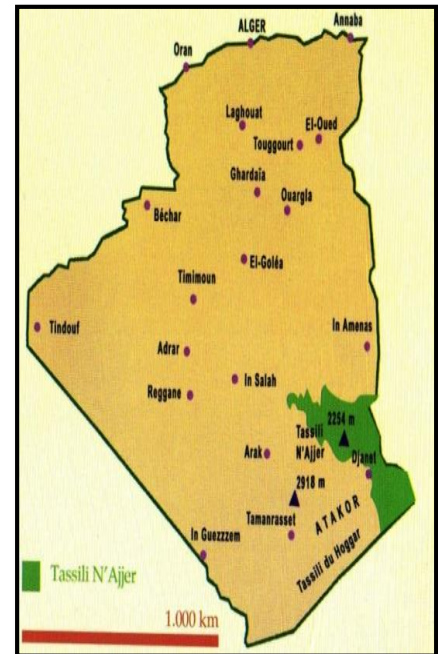 ALGER
Annaba
Oran
Laghouat
El-Oued
Touggourt
Ghardaïa
Ouargla
Béchar
El-Goléa
Timimoun
Tindouf
In Amenas
Adrar
In Salah
Reggane
2254 m
Tassili
N'Ajjer
Arak
Djanet
2918 m
Tamanrasset
ATAKOR
In Guezzzem
Tassili du Hoggar
Tassili N'Ajjer
1.000 km